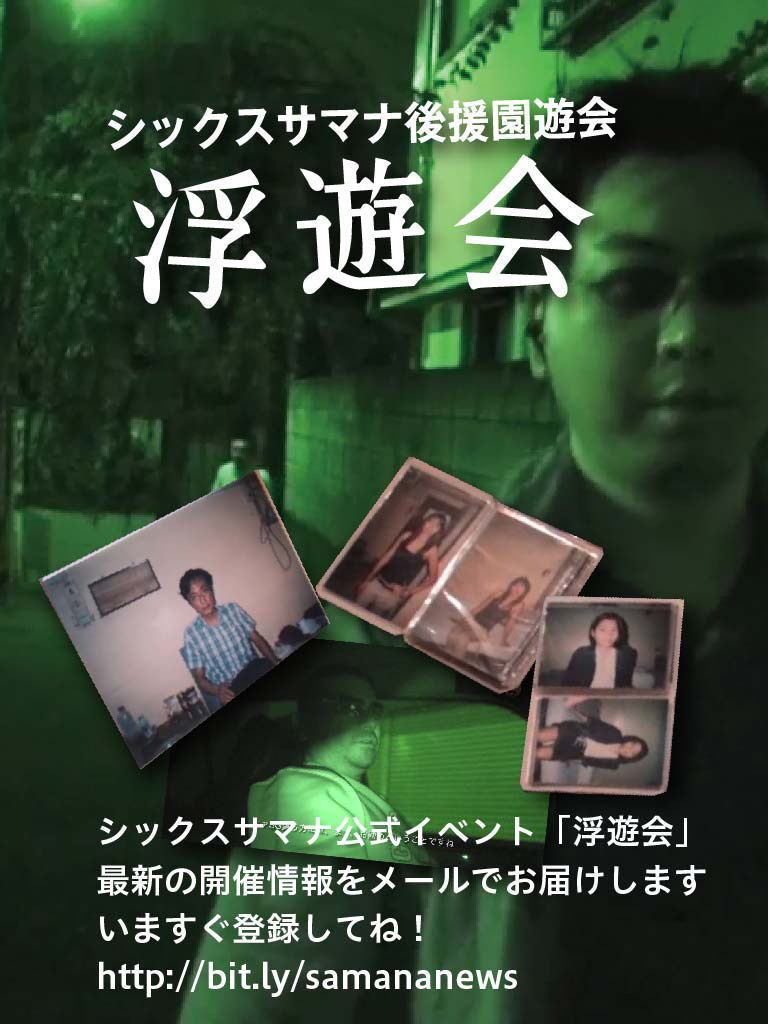 シックスサマナ後援園遊会
浮遊会
シックスサマナ公式イベント「浮遊会」
最新の開催情報をメールでお届けします
いますぐ登録してね！
http://bit.ly/samananews